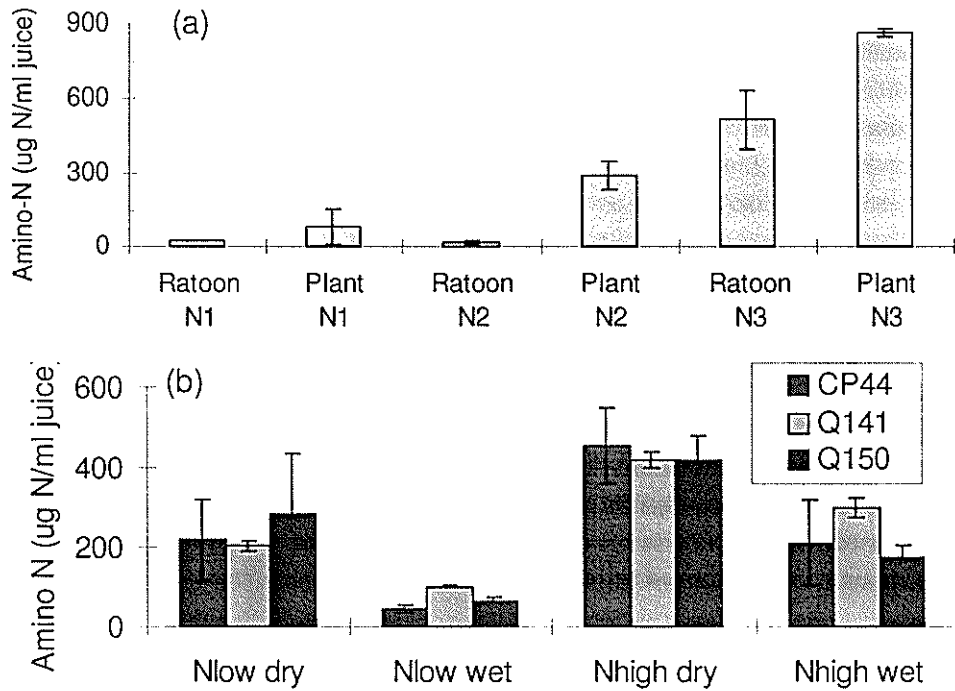 (a)
Amino-N (ug N/ml juice)
900
600
300
0
Ratoon N1
Plant N1
Ratoon N2
Plant N2
Ratoon N3
Plant N3
(b)
Amino N (ug N/ml juice)
600
400
200
0
CP44
Q141
Q150
Nlow dry
Nlow wet
Nhigh dry
Nhigh wet